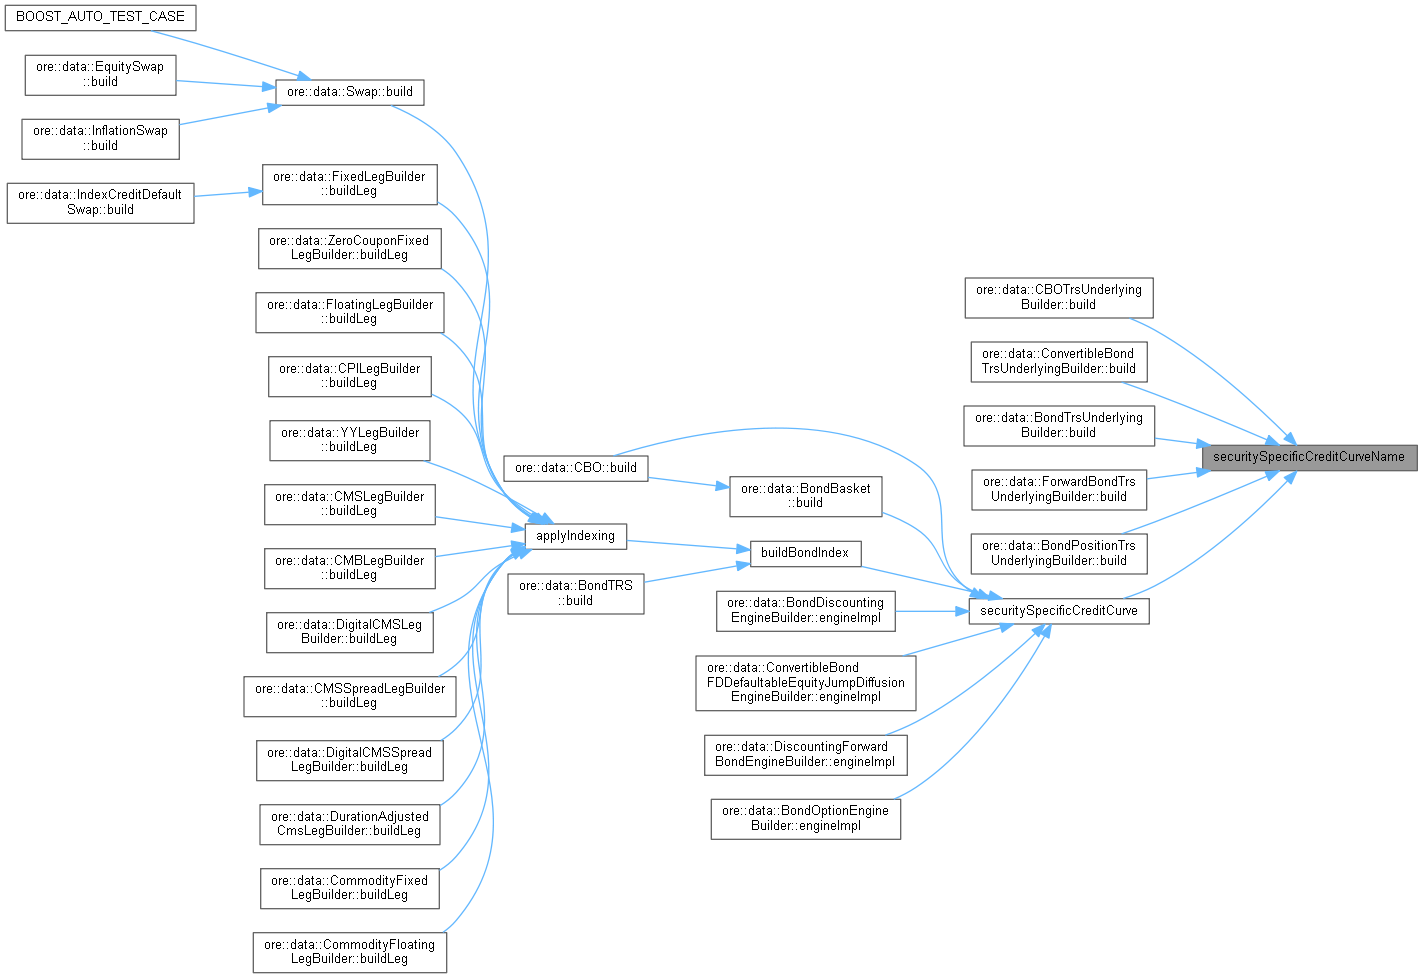 BOOST_AUTO_TEST_CASE
ore::data::EquitySwap
::build
ore::data::Swap::build
ore::data::InflationSwap
::build
ore::data::IndexCreditDefault
Swap::build
ore::data::FixedLegBuilder
::buildLeg
ore::data::ZeroCouponFixed
LegBuilder::buildLeg
ore::data::FloatingLegBuilder
::buildLeg
ore::data::CPILegBuilder
::buildLeg
ore::data::YYLegBuilder
::buildLeg
ore::data::CMSLegBuilder
::buildLeg
ore::data::CMBLegBuilder
::buildLeg
ore::data::DigitalCMSLeg
Builder::buildLeg
ore::data::CMSSpreadLegBuilder
::buildLeg
ore::data::DigitalCMSSpread
LegBuilder::buildLeg
ore::data::DurationAdjusted
CmsLegBuilder::buildLeg
ore::data::CommodityFixed
LegBuilder::buildLeg
ore::data::CommodityFloating
LegBuilder::buildLeg
ore::data::CBO::build
applyIndexing
ore::data::BondTRS
::build
ore::data::BondBasket
::build
buildBondIndex
ore::data::BondDiscounting
EngineBuilder::engineImpl
ore::data::ConvertibleBond
FDDefaultableEquityJumpDiffusion
EngineBuilder::engineImpl
ore::data::DiscountingForward
BondEngineBuilder::engineImpl
ore::data::BondOptionEngine
Builder::engineImpl
ore::data::CBOTrsUnderlying
Builder::build
ore::data::ConvertibleBond
TrsUnderlyingBuilder::build
ore::data::BondTrsUnderlying
Builder::build
ore::data::ForwardBondTrs
UnderlyingBuilder::build
ore::data::BondPositionTrs
UnderlyingBuilder::build
securitySpecificCreditCurve
securitySpecificCreditCurveName